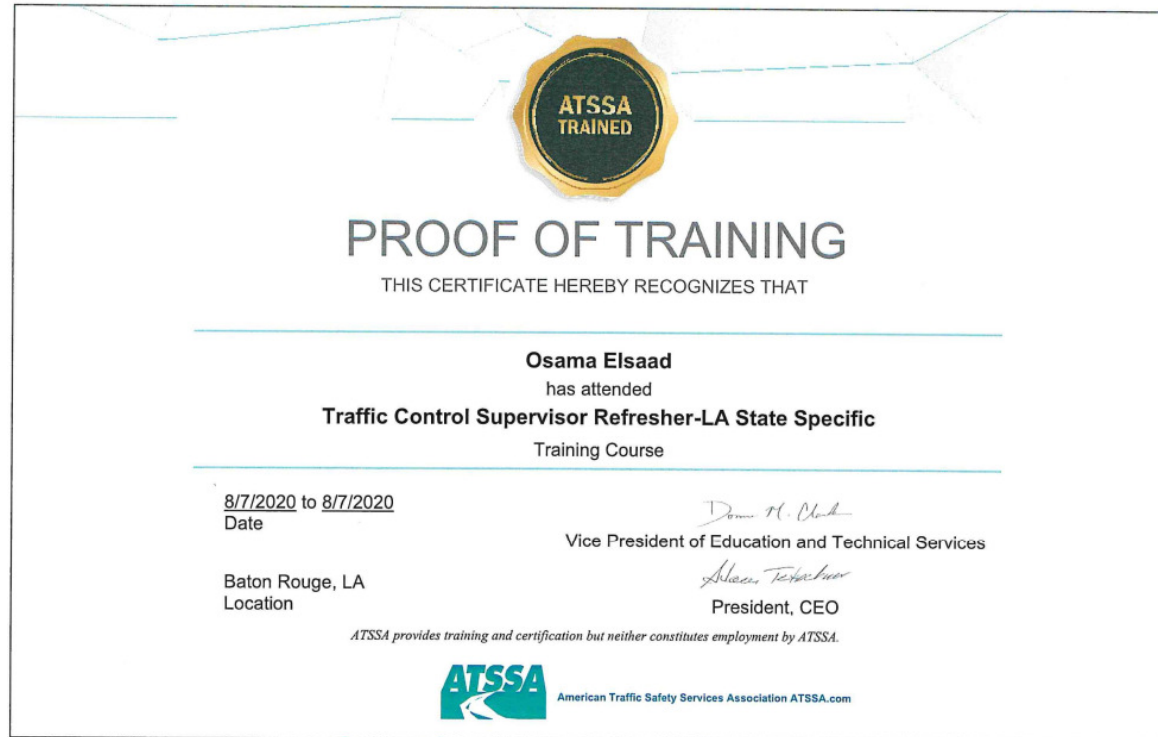 ATSSA
TRAINED
PROOF OF TRAINING
THIS CERTIFICATE HEREBY RECOGNIZES THAT
Osama Elsaad
has attended
Traffic Control Supervisor Refresher-LA State Specific
Training Course
8/7/2020 to 8/7/2020
Date
Vice President of Education and Technical Services
Baton Rouge, LA
Location
President, CEO
ATSSA provides training and certification but neither constitutes employment by ATSSA.
ATSSA
American Traffic Safety Services Association ATSSA.com